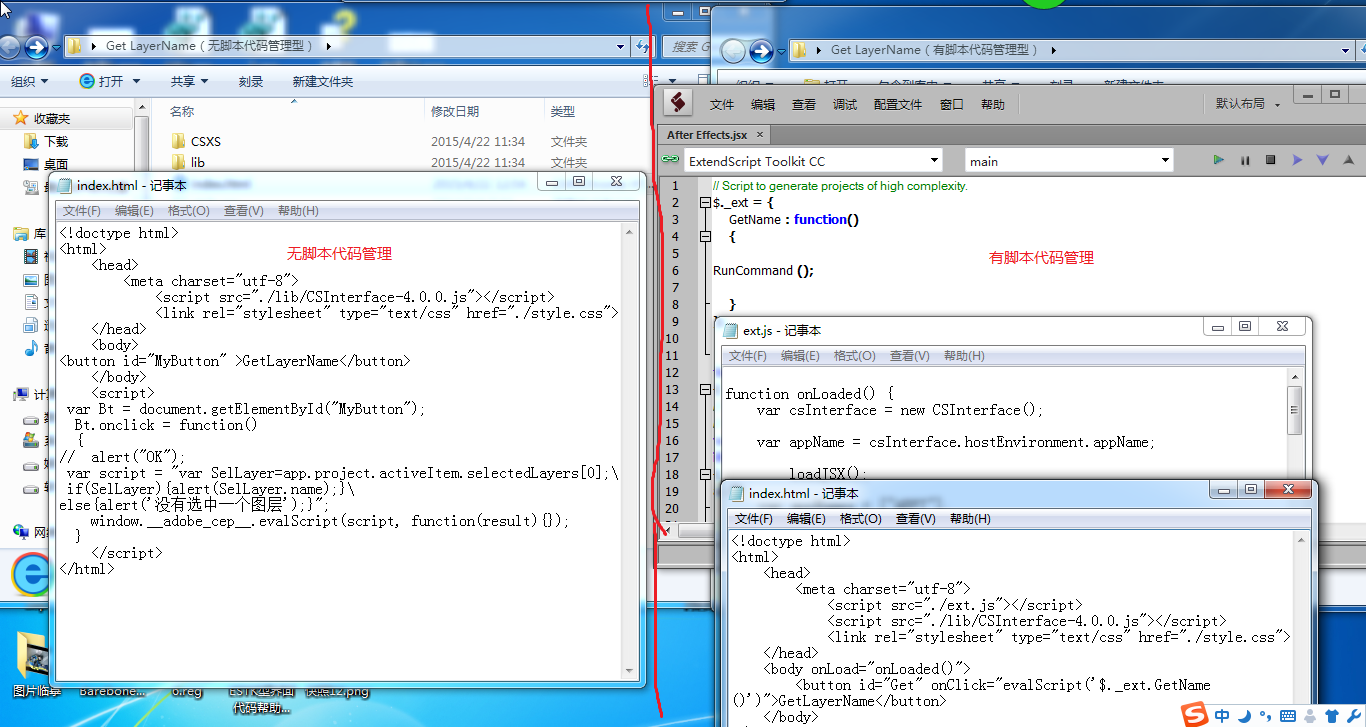 Get LayerName（无脚本代码管理型）
搜索 G
组织
打开
共享
刻录
新建文件夹
名称
修改日期
类型
收藏夹
下载
桌面
库
CSXS
2015/4/22 11:34
文件夹
lib
2015/4/22 11:34
文件夹
index.html - 记事本
文件(F) 编辑(E) 格式(O) 查看(V) 帮助(H)
无脚本代码管理
<!doctype html>
<html>
<head>
<meta charset="utf-8">
<script src="./lib/CSInterface-4.0.0.js"></script>
<link rel="stylesheet" type="text/css" href="./style.css">
</head>
<body>
<button id="MyButton" >GetLayerName</button>
</body>
<script>
var Bt = document.getElementById("MyButton");
Bt.onclick = function()
{
// alert("OK");
var script = "var SelLayer=app.project.activeItem.selectedLayers[0];\
if(SelLayer){alert(SelLayer.name);}\
else{alert('没有选中一个图层');}";
window.__adobe_cep__.evalScript(script, function(result){});
}
</script>
</html>
图片临摹
Barebone...
6.reg
ESTK型界面
代码帮助...
快照12.png
Get LayerName（有脚本代码管理型）
文件 编辑 查看 调试 配置文件 窗口 帮助
默认布局
After Effects.jsx ×
ExtendScript Toolkit CC
main
1 // Script to generate projects of high complexity.
2 $._ext = {
3 GetName : function()
4 {
5
6 RunCommand ();
7
8 }
9
10
11
12
13
14
15
16
17
18
19
20
有脚本代码管理
ext.js - 记事本
文件(F) 编辑(E) 格式(O) 查看(V) 帮助(H)
function onLoaded() {
var csInterface = new CSInterface();
var appName = csInterface.hostEnvironment.appName;
loadJSX();
index.html - 记事本
文件(F) 编辑(E) 格式(O) 查看(V) 帮助(H)
<!doctype html>
<html>
<head>
<meta charset="utf-8">
<script src="./ext.js"></script>
<script src="./lib/CSInterface-4.0.0.js"></script>
<link rel="stylesheet" type="text/css" href="./style.css">
</head>
<body onLoad="onLoaded()">
<button id="Get" onClick="evalScript('$._ext.GetName
()')">GetLayerName</button>
</body>
中